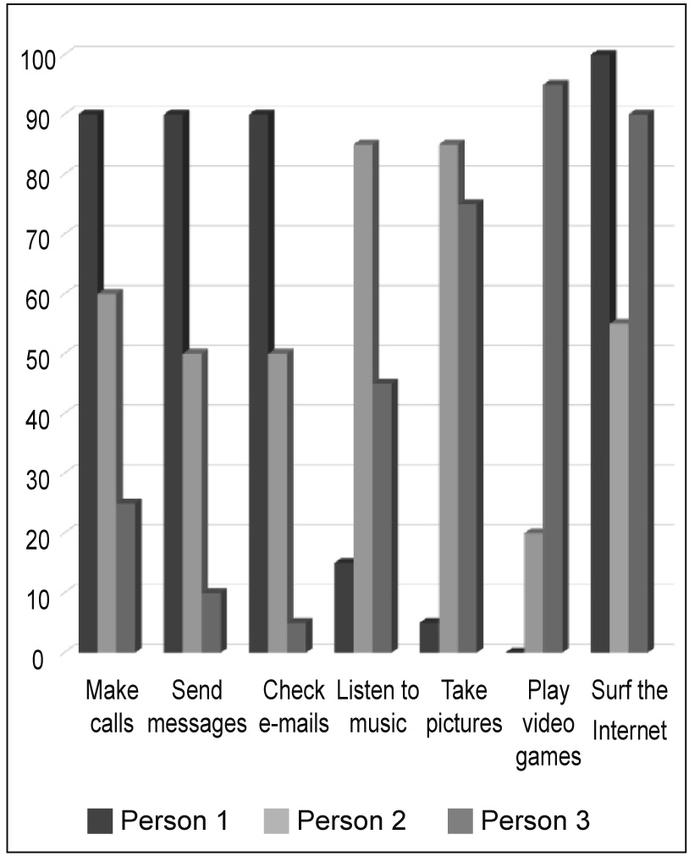 100
90
80
70
60
50
40
30
20
10
0
Make calls
Send messages
Check e-mails
Listen to music
Take pictures
Play video games
Surf the Internet
Person 1
Person 2
Person 3